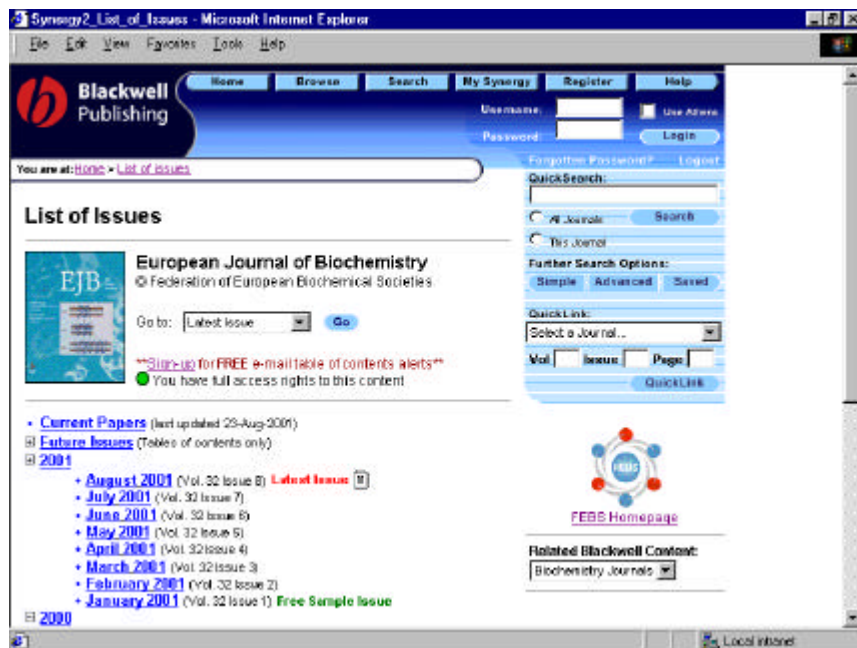 Synergy2_List_of_Issues - Microsoft Internet Explorer
File Edit View Favorites Tools Help
Blackwell
Publishing
Home Browse Search My Synergy Register Help
Username:
Use Athens
Password:
Login
Forgotten Password? Logout
You are at: Home > List of issues
QuickSearch:
All Journals
Search
This Journal
Further Search Options:
Simple Advanced Saved
QuickLink:
Select a Journal...
Vol Issue Page
QuickLink
List of Issues
EJB
European Journal of Biochemistry
© Federation of European Biochemical Societies
Go to: Latest Issue Go
**Sign-up for FREE e-mail table of contents alerts**
You have full access rights to this content
Current Papers (last updated 23-Aug-2001)
Future Issues (Tables of contents only)
2001
August 2001 (Vol. 32 Issue 8) Latest Issue
July 2001 (Vol. 32 Issue 7)
June 2001 (Vol. 32 Issue 6)
May 2001 (Vol. 32 Issue 5)
April 2001 (Vol. 32 Issue 4)
March 2001 (Vol. 32 Issue 3)
February 2001 (Vol. 32 Issue 2)
January 2001 (Vol. 32 Issue 1) Free Sample Issue
2000
FEBS
FEBS Homepage
Related Blackwell Content:
Biochemistry Journals
Local intranet